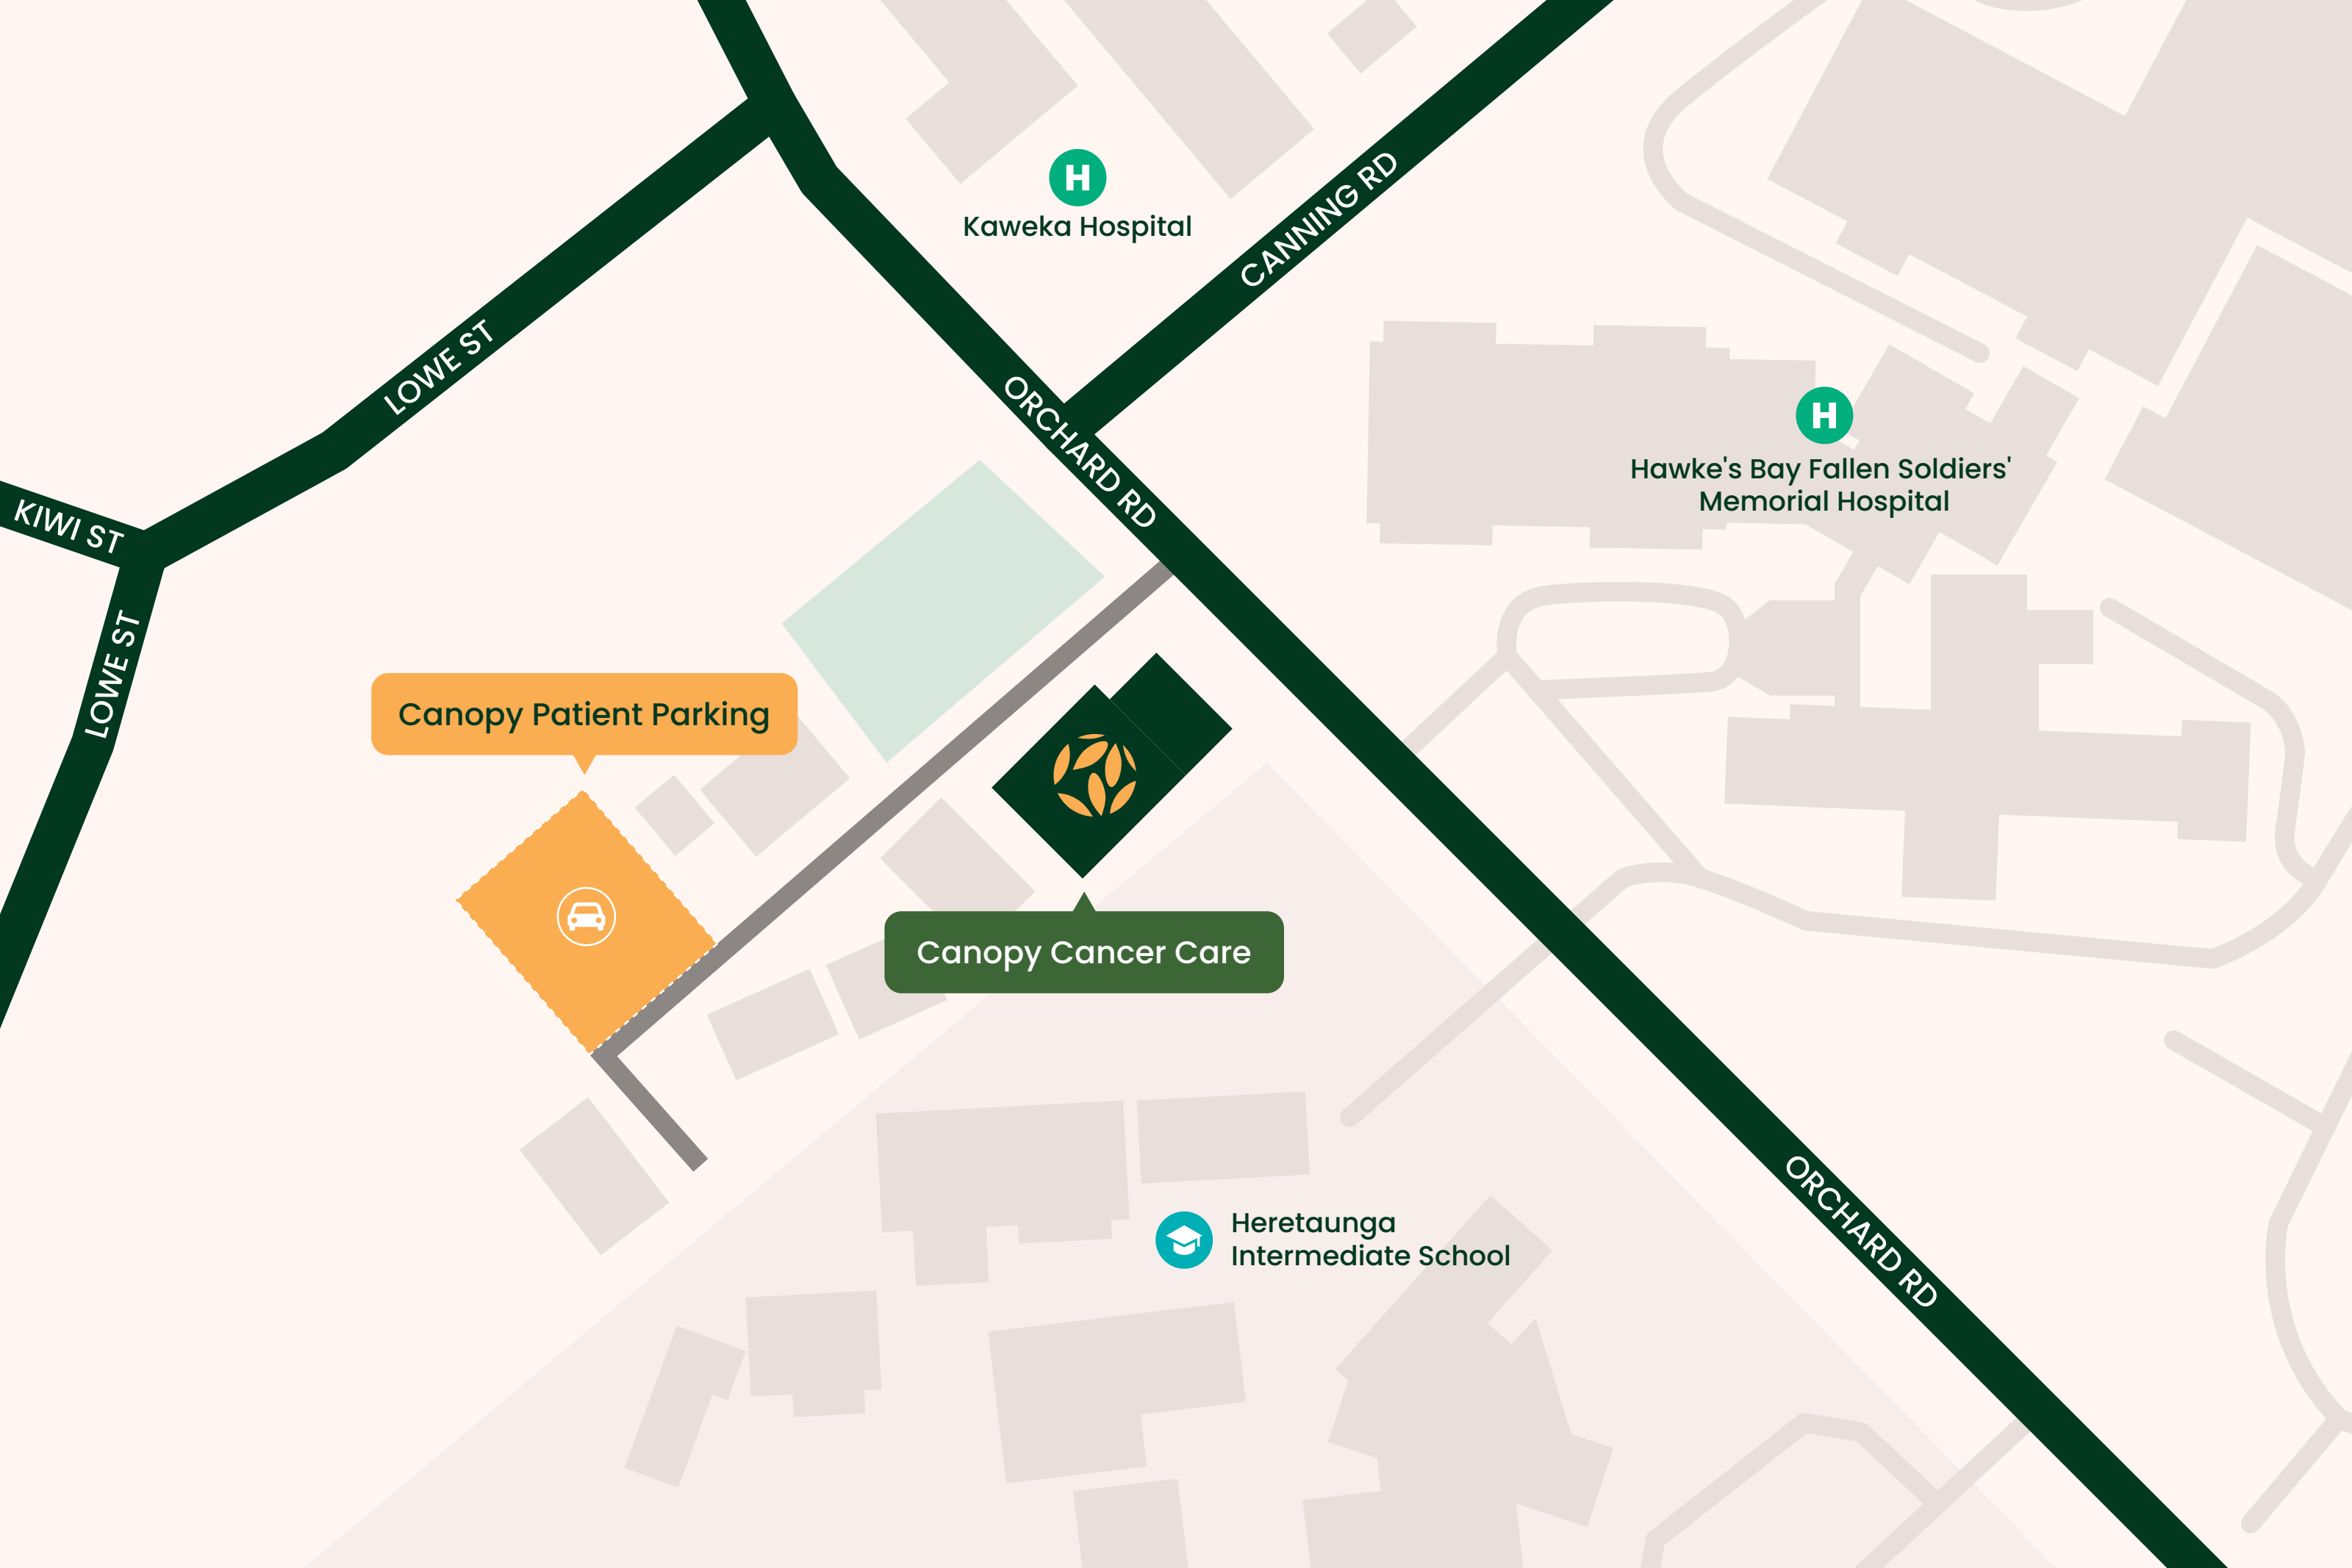 H
Kaweka Hospital
CANNING RD
LOWE ST
ORCHARD RD
H
Hawke's Bay Fallen Soldiers'
Memorial Hospital
KIWI ST
LOWE ST
Canopy Patient Parking
Canopy Cancer Care
ORCHARD RD
Heretaunga
Intermediate School